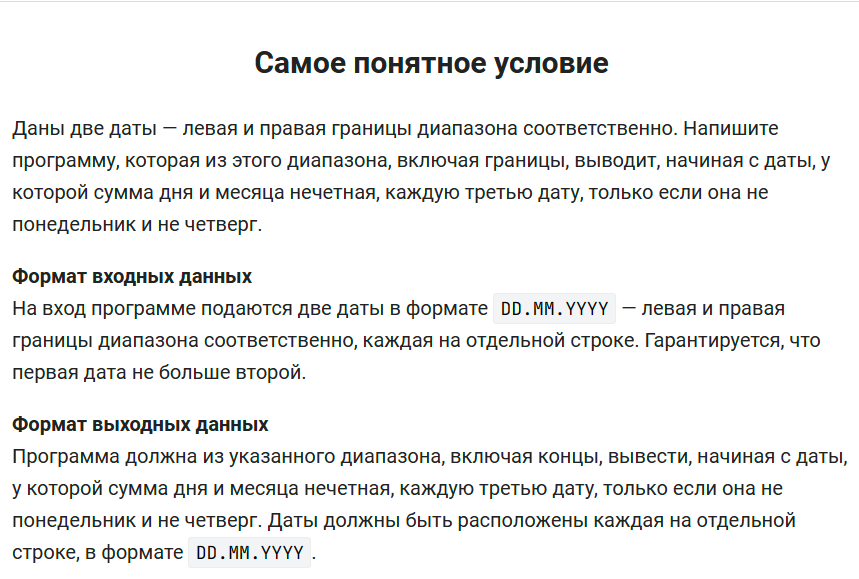 Самое понятное условие
Даны две даты — левая и правая границы диапазона соответственно. Напишите
программу, которая из этого диапазона, включая границы, выводит, начиная с даты, у
которой сумма дня и месяца нечетная, каждую третью дату, только если она не
понедельник и не четверг.
Формат входных данных
На вход программе подаются две даты в формате DD.MM.YYYY — левая и правая
границы диапазона соответственно, каждая на отдельной строке. Гарантируется, что
первая дата не больше второй.
Формат выходных данных
Программа должна из указанного диапазона, включая концы, вывести, начиная с даты,
у которой сумма дня и месяца нечетная, каждую третью дату, только если она не
понедельник и не четверг. Даты должны быть расположены каждая на отдельной
строке, в формате DD.MM.YYYY.